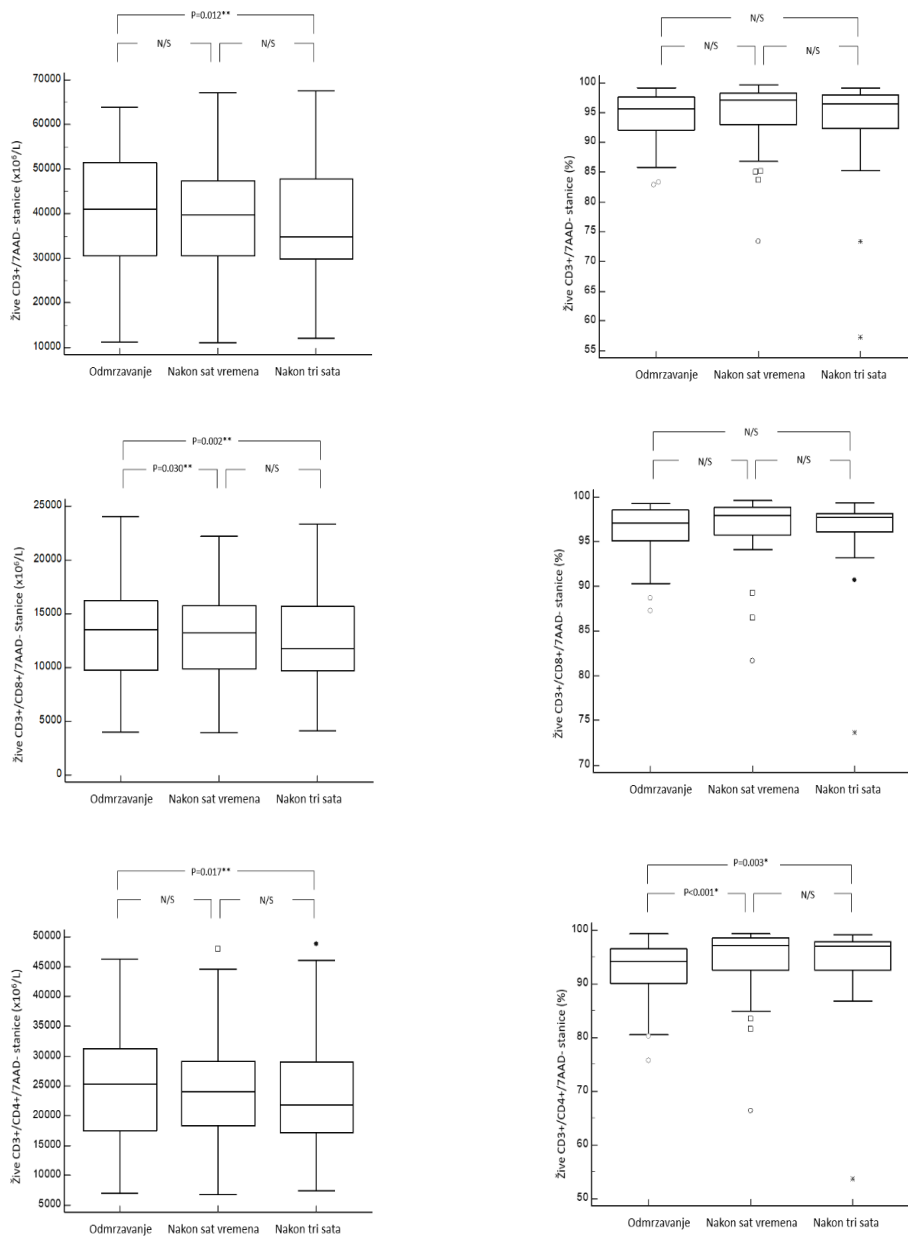 P=0.012**
N/S N/S
Žive CD3+/7AAD- stanice (x10⁶/L)
70000
60000
50000
40000
30000
20000
10000
Odmrzavanje Nakon sat vremena Nakon tri sata
N/S
N/S N/S
Žive CD3+/7AAD- stanice (%)
100
95
90
85
80
75
70
65
60
55
Odmrzavanje Nakon sat vremena Nakon tri sata
P=0.002**
P=0.030** N/S
Žive CD3+/CD8+/7AAD- Stanice (x10⁶/L)
25000
20000
15000
10000
5000
0
Odmrzavanje Nakon sat vremena Nakon tri sata
N/S
N/S N/S
Žive CD3+/CD8+/7AAD- stanice (%)
100
95
90
85
80
75
70
Odmrzavanje Nakon sat vremena Nakon tri sata
P=0.017**
N/S N/S
Žive CD3+/CD4+/7AAD- stanice (x10⁶/L)
50000
45000
40000
35000
30000
25000
20000
15000
10000
5000
Odmrzavanje Nakon sat vremena Nakon tri sata
P=0.003*
P<0.001* N/S
Žive CD3+/CD4+/7AAD- stanice (%)
100
90
80
70
60
50
Odmrzavanje Nakon sat vremena Nakon tri sata